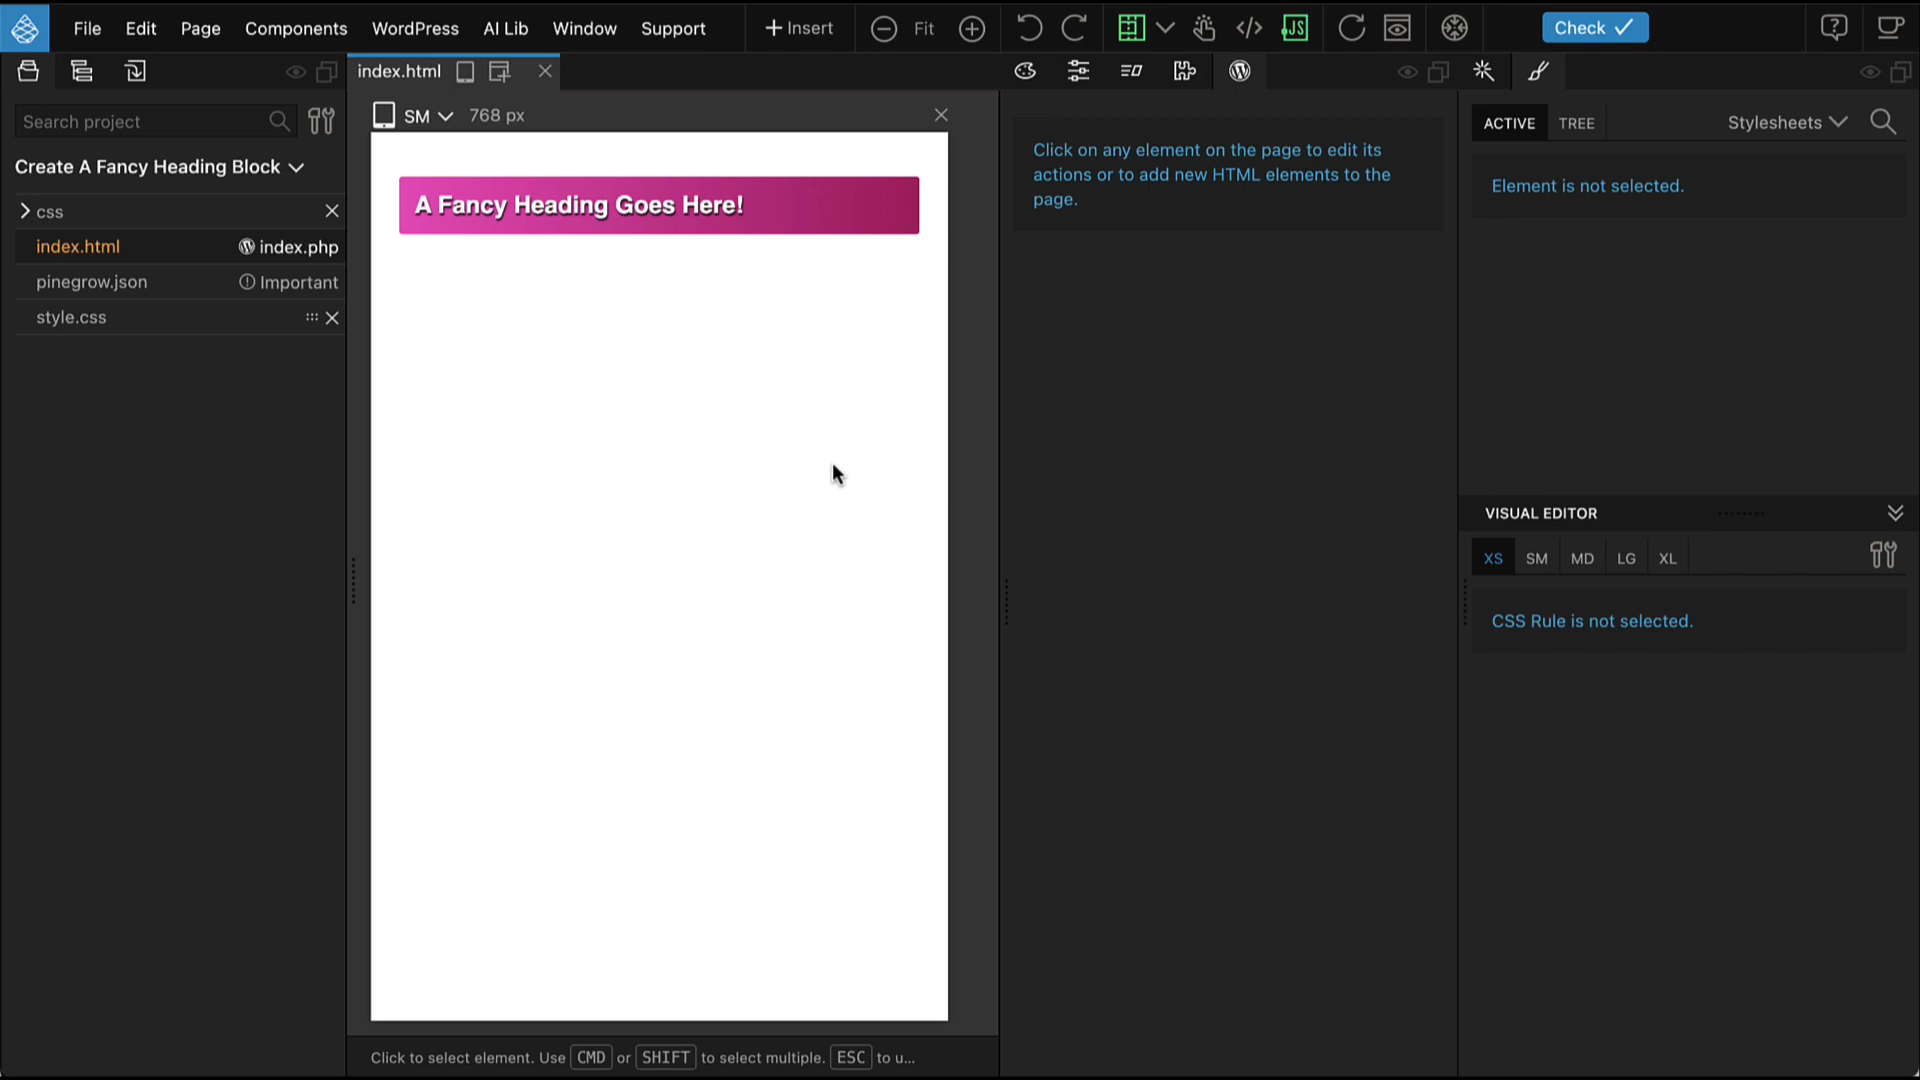 File Edit Page Components WordPress AI Lib Window Support Insert Fit JS Check
index.html
Search project
SM 768 px
Create A Fancy Heading Block
css
index.html index.php
pinegrow.json Important
style.css
A Fancy Heading Goes Here!
Click to select element. Use CMD or SHIFT to select multiple. ESC to u...
Click on any element on the page to edit its
actions or to add new HTML elements to the
page.
ACTIVE TREE Stylesheets
Element is not selected.
VISUAL EDITOR
XS SM MD LG XL
CSS Rule is not selected.